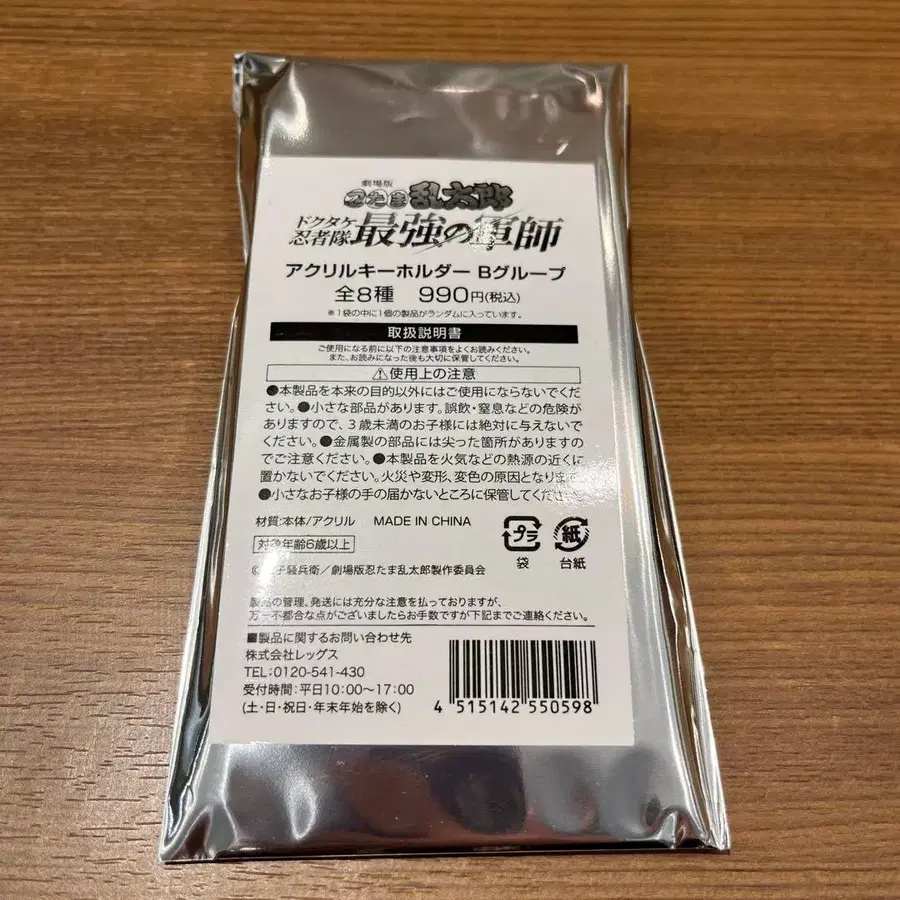 劇場版
忍たま乱太郎
ドクタケ
忍者隊 最強の軍師
アクリルキーホルダー Bグループ
全8種 990円(税込)
※1袋の中に1個の製品がランダムに入っています。
取扱説明書
ご使用になる前に以下の注意事項をよくお読みください。
また、お読みになった後も大切に保管してください。
⚠使用上の注意
●本製品を本来の目的以外にはご使用にならないでくだ
さい。●小さな部品があります。誤飲・窒息などの危険が
ありますので、3歳未満のお子様には絶対に与えないで
ください。●金属製の部品には尖った箇所がありますの
でご注意ください。●本製品を火気などの熱源の近くに
置かないでください。火災や変形、変色の原因となります。
●小さなお子様の手の届かないところに保管してください。
材質:本体/アクリル MADE IN CHINA
対象年齢6歳以上
プラ
袋
紙
台紙
©子騒兵衛/劇場版忍たま乱太郎製作委員会
製品の管理、発送には充分な注意を払っておりますが、
万一不都合な点がございましたらお手数ですが下記までご連絡ください。
■製品に関するお問い合わせ先
株式会社レッグス
TEL:0120-541-430
受付時間:平日10:00〜17:00
(土・日・祝日・年末年始を除く)
4 515142 550598